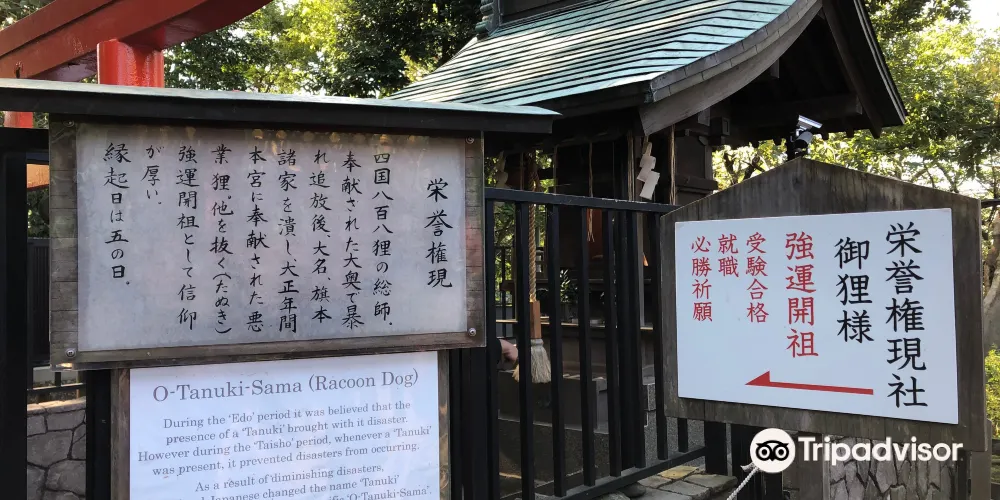 栄誉権現
四国八百八狸の総師。
奉献された大奥で暴
れ追放後、大名、旗本
諸家を潰し、大正年間
本宮に奉献された悪
業狸。他を抜く(たぬき)
強運開祖として信仰
が厚い。
縁起日は五の日。
O-Tanuki-Sama (Racoon Dog)
During the 'Edo' period it was believed that the
presence of a 'Tanuki' brought with it disaster.
However during the 'Taisho' period, whenever a 'Tanuki'
was present, it prevented disasters from occurring.
As a result of diminishing disasters,
Japanese changed the name 'Tanuki'
'O-Tanuki-Sama'.
栄誉権現社
御狸様
強運開祖
受験合格
就職
必勝祈願
Tripadvisor